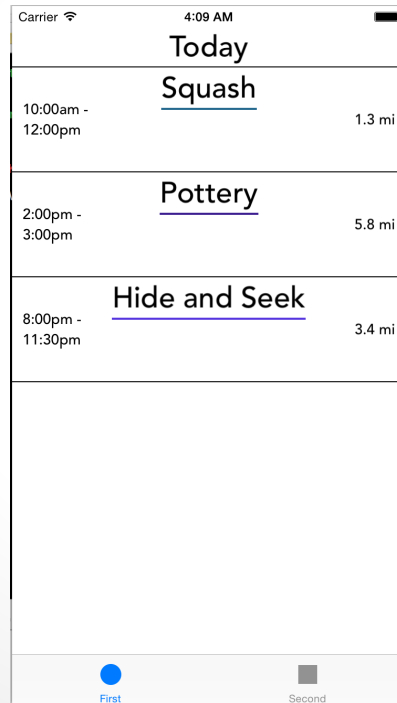 Carrier 4:09 AM
Today
Squash
10:00am -
12:00pm
1.3 mi
Pottery
2:00pm -
3:00pm
5.8 mi
Hide and Seek
8:00pm -
11:30pm
3.4 mi
First Second